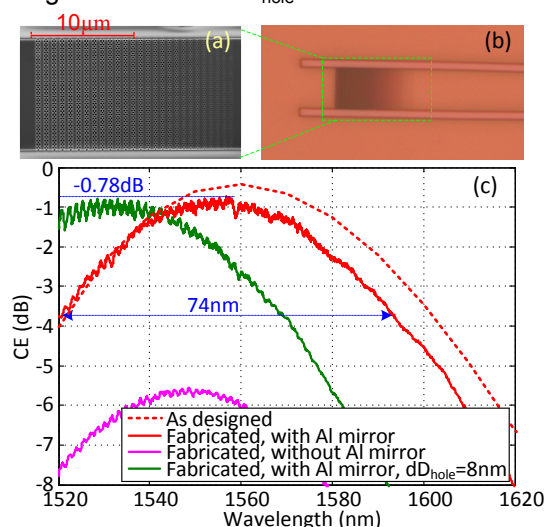 hole
10μm
(a)
(b)
0
-1
-2
-3
-4
-5
-6
-7
-8
CE (dB)
-0.78dB
(c)
74nm
As designed
Fabricated, with Al mirror
Fabricated, without Al mirror
Fabricated, with Al mirror, dDhole=8nm
1520 1540 1560 1580 1600 1620
Wavelength (nm)